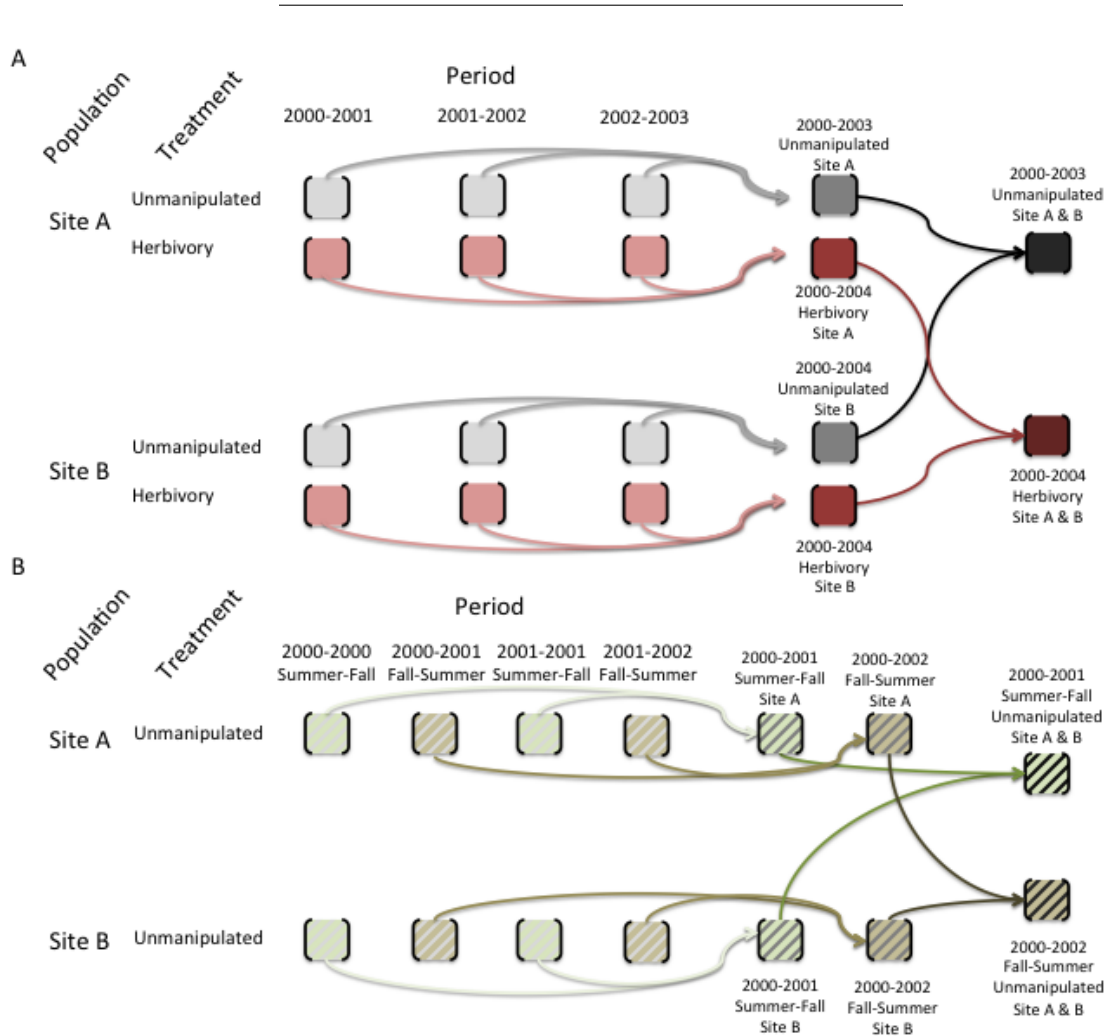 A
Population
Treatment
Period
2000-2001
2001-2002
2002-2003
2000-2003
Unmanipulated
Site A
2000-2003
Unmanipulated
Site A & B
Site A
Unmanipulated
Herbivory
2000-2004
Herbivory
Site A
2000-2004
Unmanipulated
Site B
Site B
Unmanipulated
Herbivory
2000-2004
Herbivory
Site A & B
2000-2004
Herbivory
Site B
B
Population
Treatment
Period
2000-2000
Summer-Fall
2000-2001
Fall-Summer
2001-2001
Summer-Fall
2001-2002
Fall-Summer
2000-2001
Summer-Fall
Site A
2000-2002
Fall-Summer
Site A
2000-2001
Summer-Fall
Unmanipulated
Site A & B
Site A
Unmanipulated
Site B
Unmanipulated
2000-2001
Summer-Fall
Site B
2000-2002
Fall-Summer
Site B
2000-2002
Fall-Summer
Unmanipulated
Site A & B